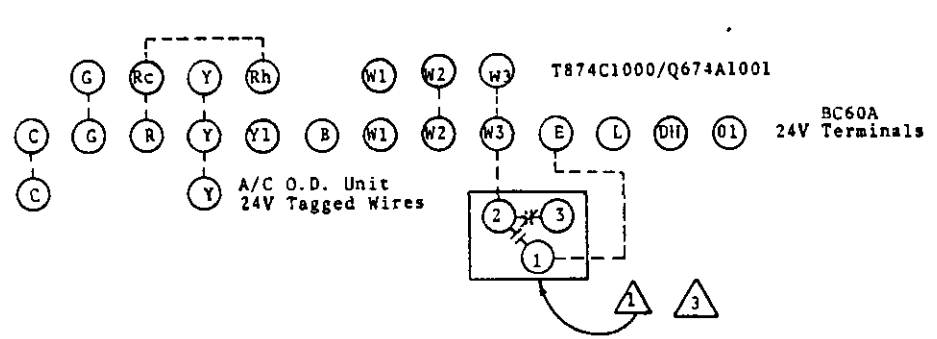 G Rc Y Rh W1 W2 W3 T874C1000/Q674A1001
C G R Y Y1 B W1 W2 W3 E L DH 01 BC60A
24V Terminals
C Y A/C O.D. Unit
24V Tagged Wires
2 3
1
1 3